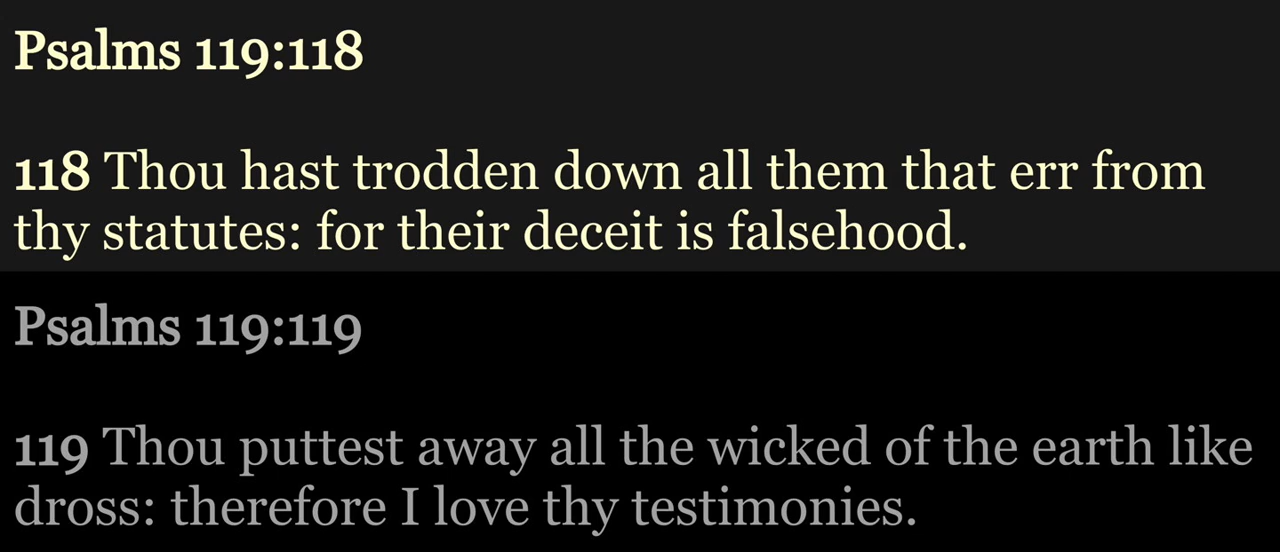 Psalms 119:118
118 Thou hast trodden down all them that err from
thy statutes: for their deceit is falsehood.
Psalms 119:119
119 Thou puttest away all the wicked of the earth like
dross: therefore I love thy testimonies.